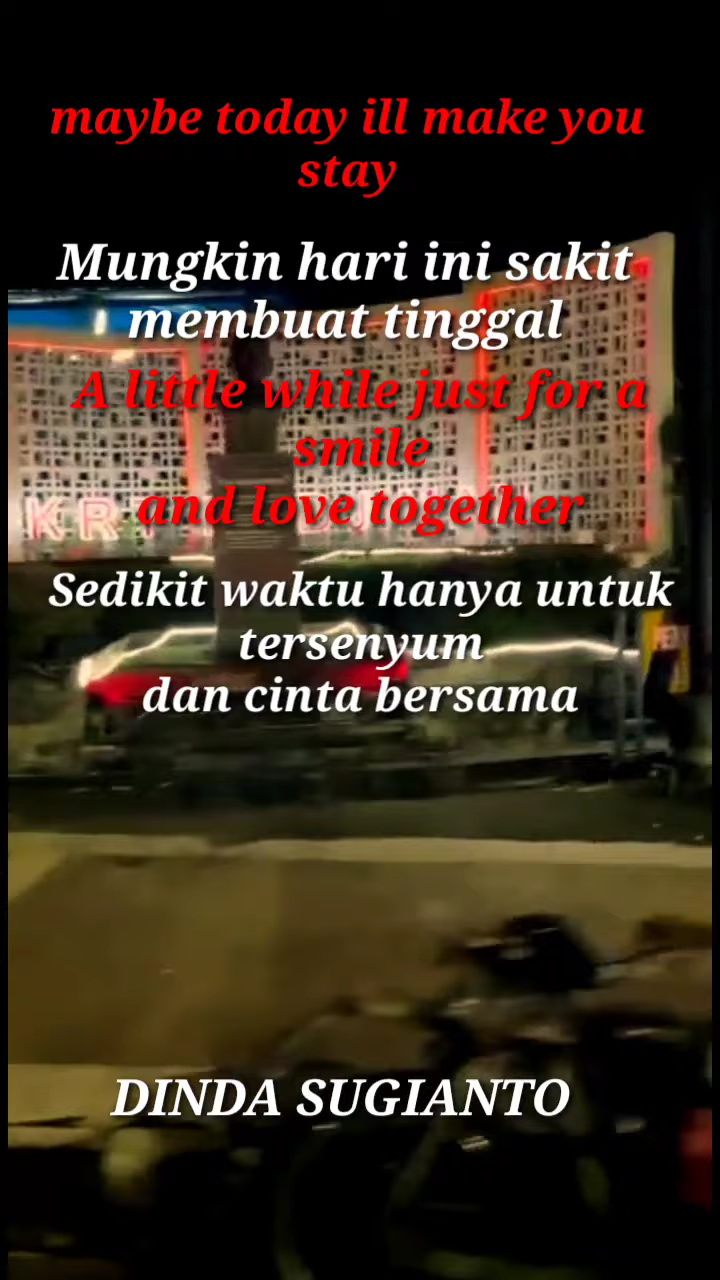 maybe today ill make you
stay
Mungkin hari ini sakit
membuat tinggal
A little while just for a
smile
and love together
Sedikit waktu hanya untuk
tersenyum
dan cinta bersama
DINDA SUGIANTO